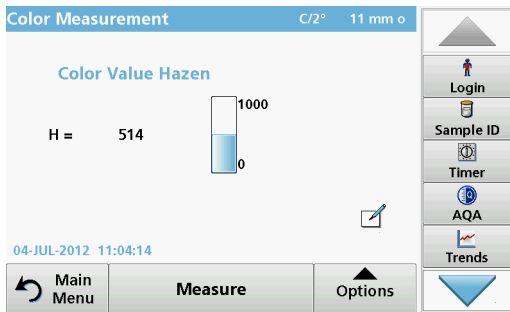 Color Measurement C/2° 11 mm o
Color Value Hazen
1000
H = 514
0
04-JUL-2012 11:04:14
Main
Menu
Measure
Options
Login
Sample ID
Timer
AQA
Trends